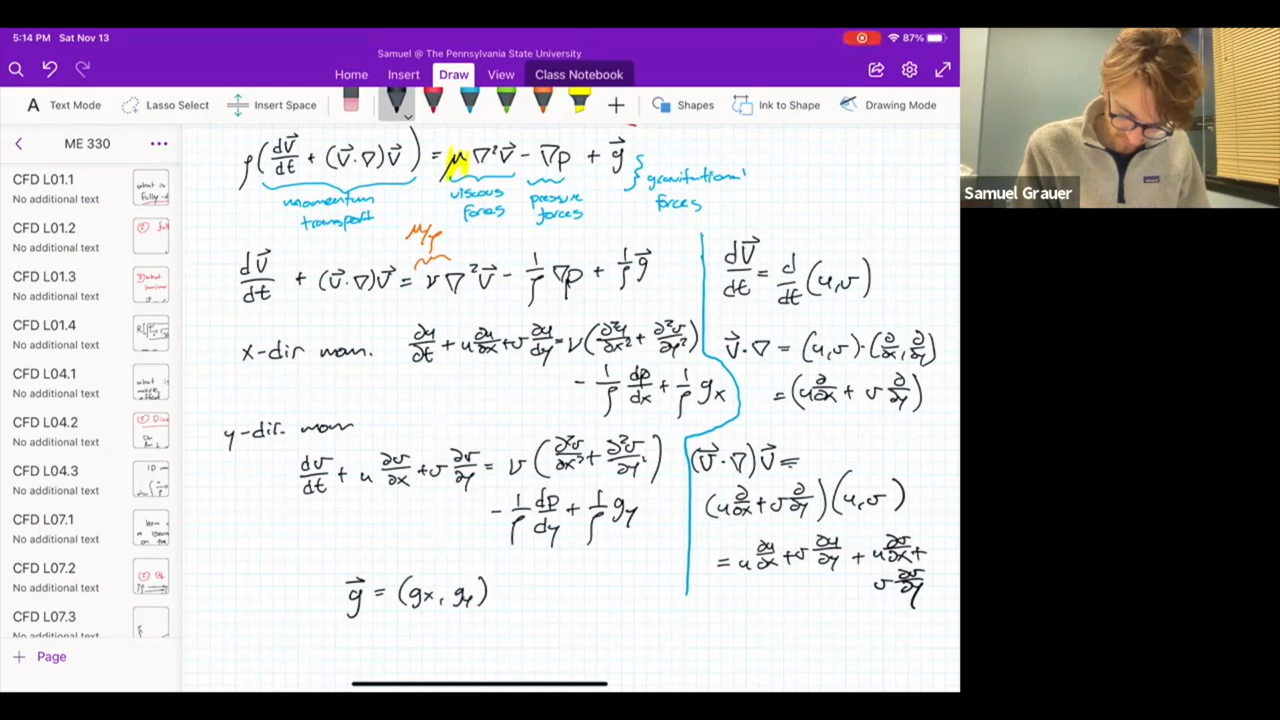 5:14 PM Sat Nov 13
87%
Samuel @ The Pennsylvania State University
Home Insert Draw View Class Notebook
A Text Mode Lasso Select Insert Space Shapes Ink to Shape Drawing Mode
ME 330
CFD L01.1
No additional text
CFD L01.2
No additional text
CFD L01.3
No additional text
CFD L01.4
No additional text
CFD L04.1
No additional text
CFD L04.2
No additional text
CFD L04.3
No additional text
CFD L07.1
No additional text
CFD L07.2
No additional text
CFD L07.3
No additional text
+ Page
ρ(dV⃗/dt + (V⃗·∇)V⃗) = μ∇²V⃗ − ∇p + g⃗
momentum transport
viscous forces
pressure forces
gravitational forces
μ/ρ
dV⃗/dt + (V⃗·∇)V⃗ = ν∇²V⃗ − 1/ρ ∇p + 1/ρ g⃗
x-dir mom. ∂u/∂t + u ∂u/∂x + v ∂u/dy = ν(∂²u/∂x² + ∂²v/∂y²)
− 1/ρ dp/dx + 1/ρ gx
y-dir. mom
dv/dt + u ∂v/∂x + v ∂v/∂y = ν(∂²v/∂x² + ∂²v/∂y²)
− 1/ρ dp/dy + 1/ρ gy
g⃗ = (gx, gy)
dV⃗/dt = d/dt (u,v)
V⃗·∇ = (u,v)·(∂/∂x, ∂/∂y)
= (u ∂/∂x + v ∂/∂y)
(V⃗·∇)V⃗ =
(u ∂/∂x + v ∂/∂y)(u,v)
= u ∂u/∂x + v ∂u/∂y + u ∂v/∂x +
v ∂v/∂y
Samuel Grauer